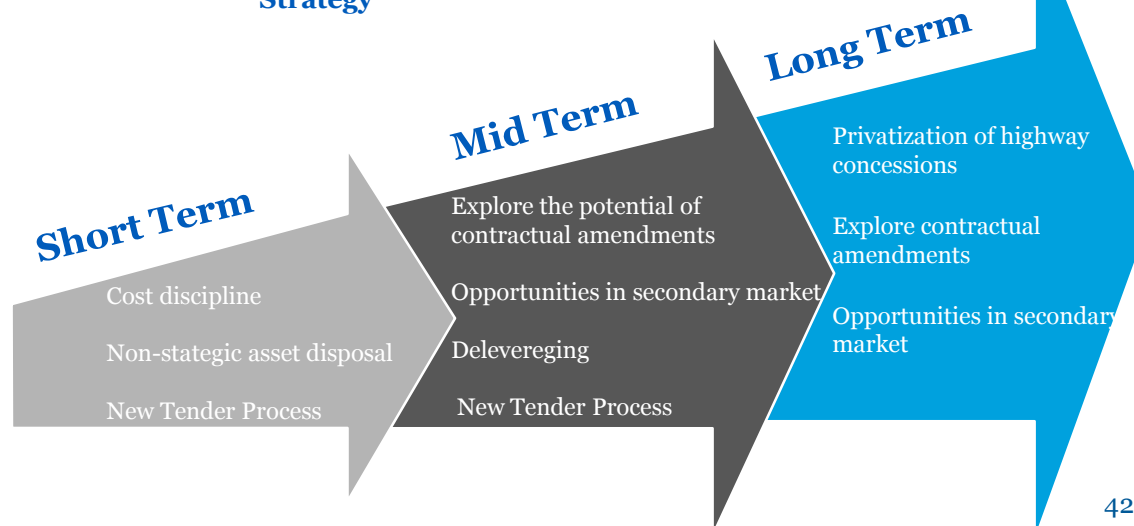 Strategy
Short Term
Cost discipline
Non-stategic asset disposal
New Tender Process
Mid Term
Explore the potential of
contractual amendments
Opportunities in secondary market
Delevereging
New Tender Process
Long Term
Privatization of highway
concessions
Explore contractual
amendments
Opportunities in secondary
market
42